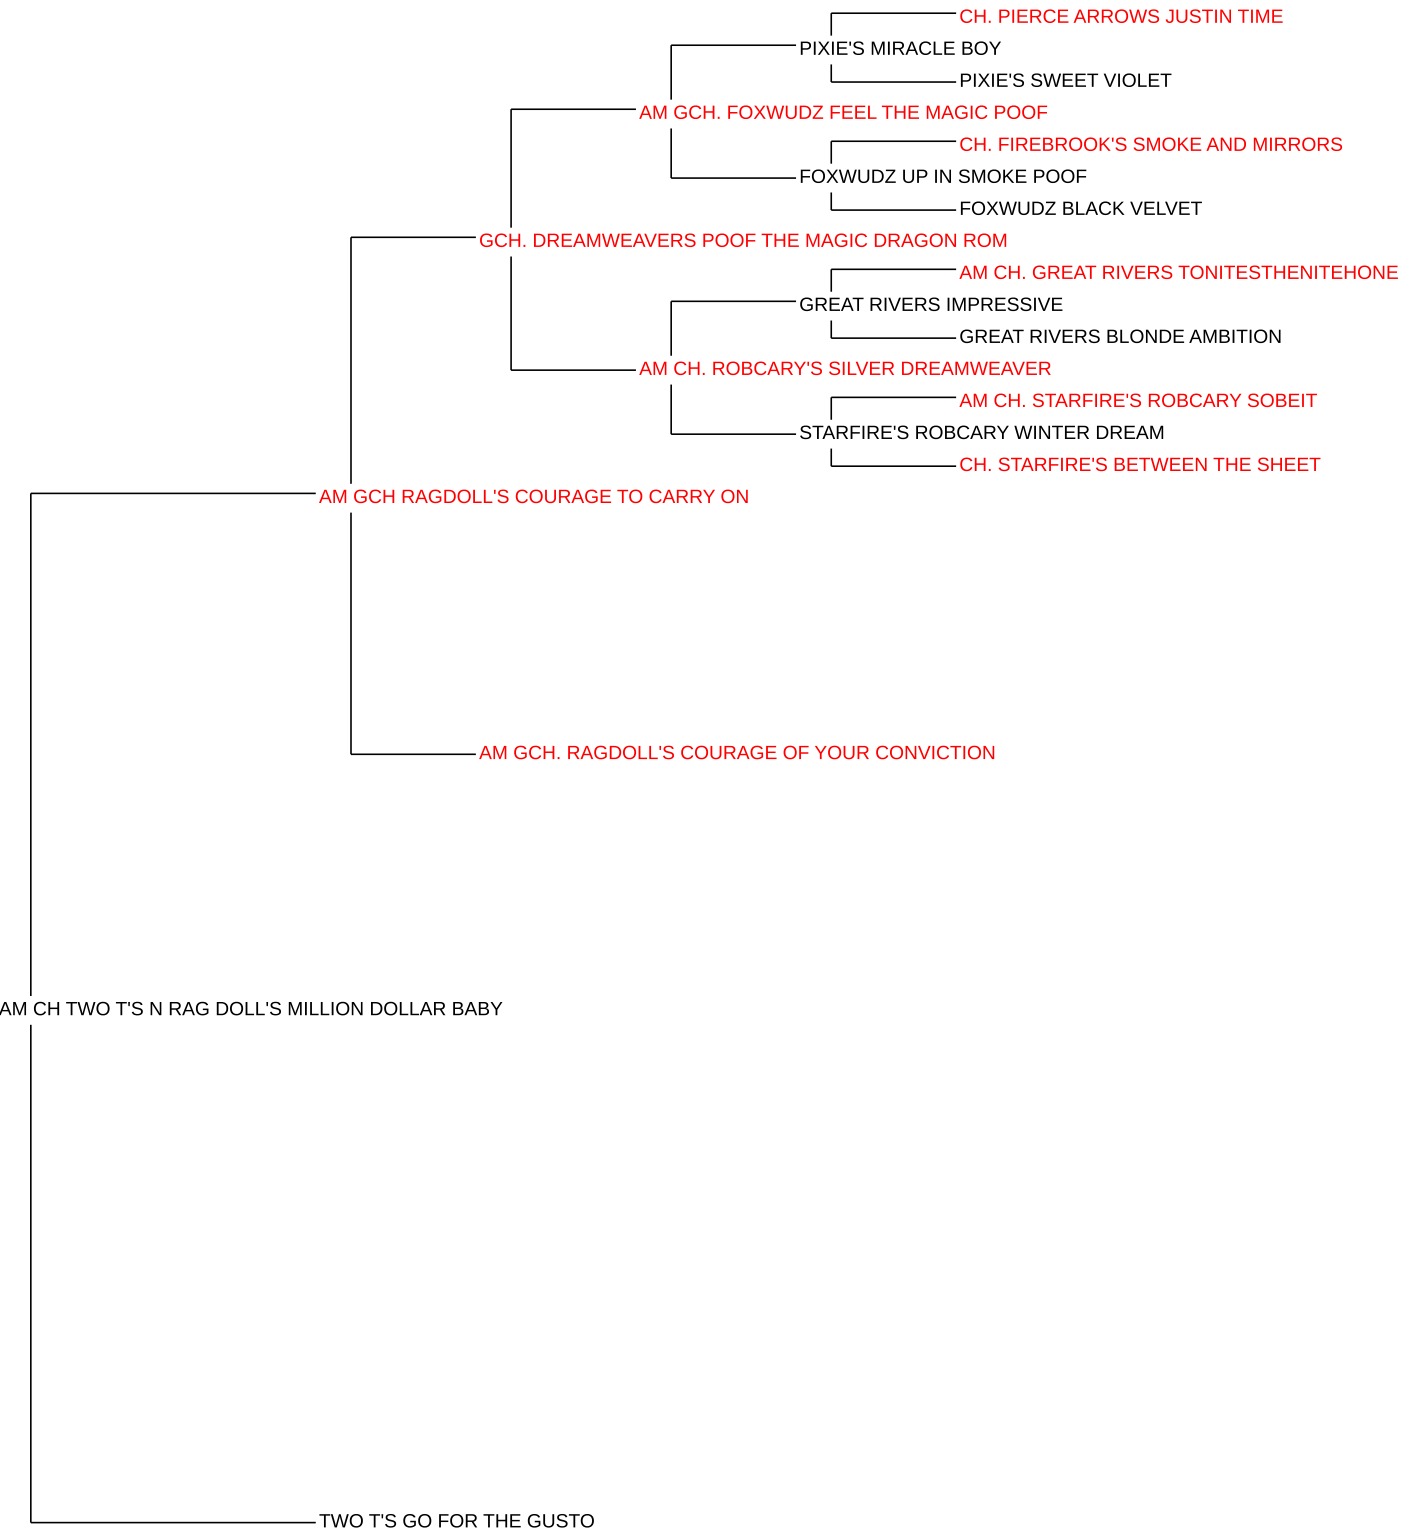 CH. PIERCE ARROWS JUSTIN TIME
PIXIE'S MIRACLE BOY
PIXIE'S SWEET VIOLET
AM GCH. FOXWUDZ FEEL THE MAGIC POOF
CH. FIREBROOK'S SMOKE AND MIRRORS
FOXWUDZ UP IN SMOKE POOF
FOXWUDZ BLACK VELVET
GCH. DREAMWEAVERS POOF THE MAGIC DRAGON ROM
AM CH. GREAT RIVERS TONITESTHENITEHONE
GREAT RIVERS IMPRESSIVE
GREAT RIVERS BLONDE AMBITION
AM CH. ROBCARY'S SILVER DREAMWEAVER
AM CH. STARFIRE'S ROBCARY SOBEIT
STARFIRE'S ROBCARY WINTER DREAM
CH. STARFIRE'S BETWEEN THE SHEET
AM GCH RAGDOLL'S COURAGE TO CARRY ON
AM GCH. RAGDOLL'S COURAGE OF YOUR CONVICTION
AM CH TWO T'S N RAG DOLL'S MILLION DOLLAR BABY
TWO T'S GO FOR THE GUSTO